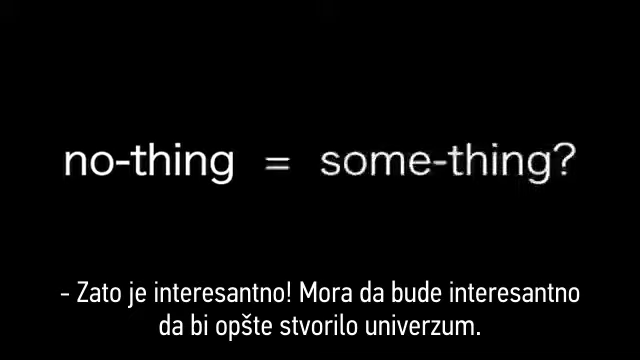 no-thing = some-thing?
- Zato je interesantno! Mora da bude interesantno
da bi opšte stvorilo univerzum.